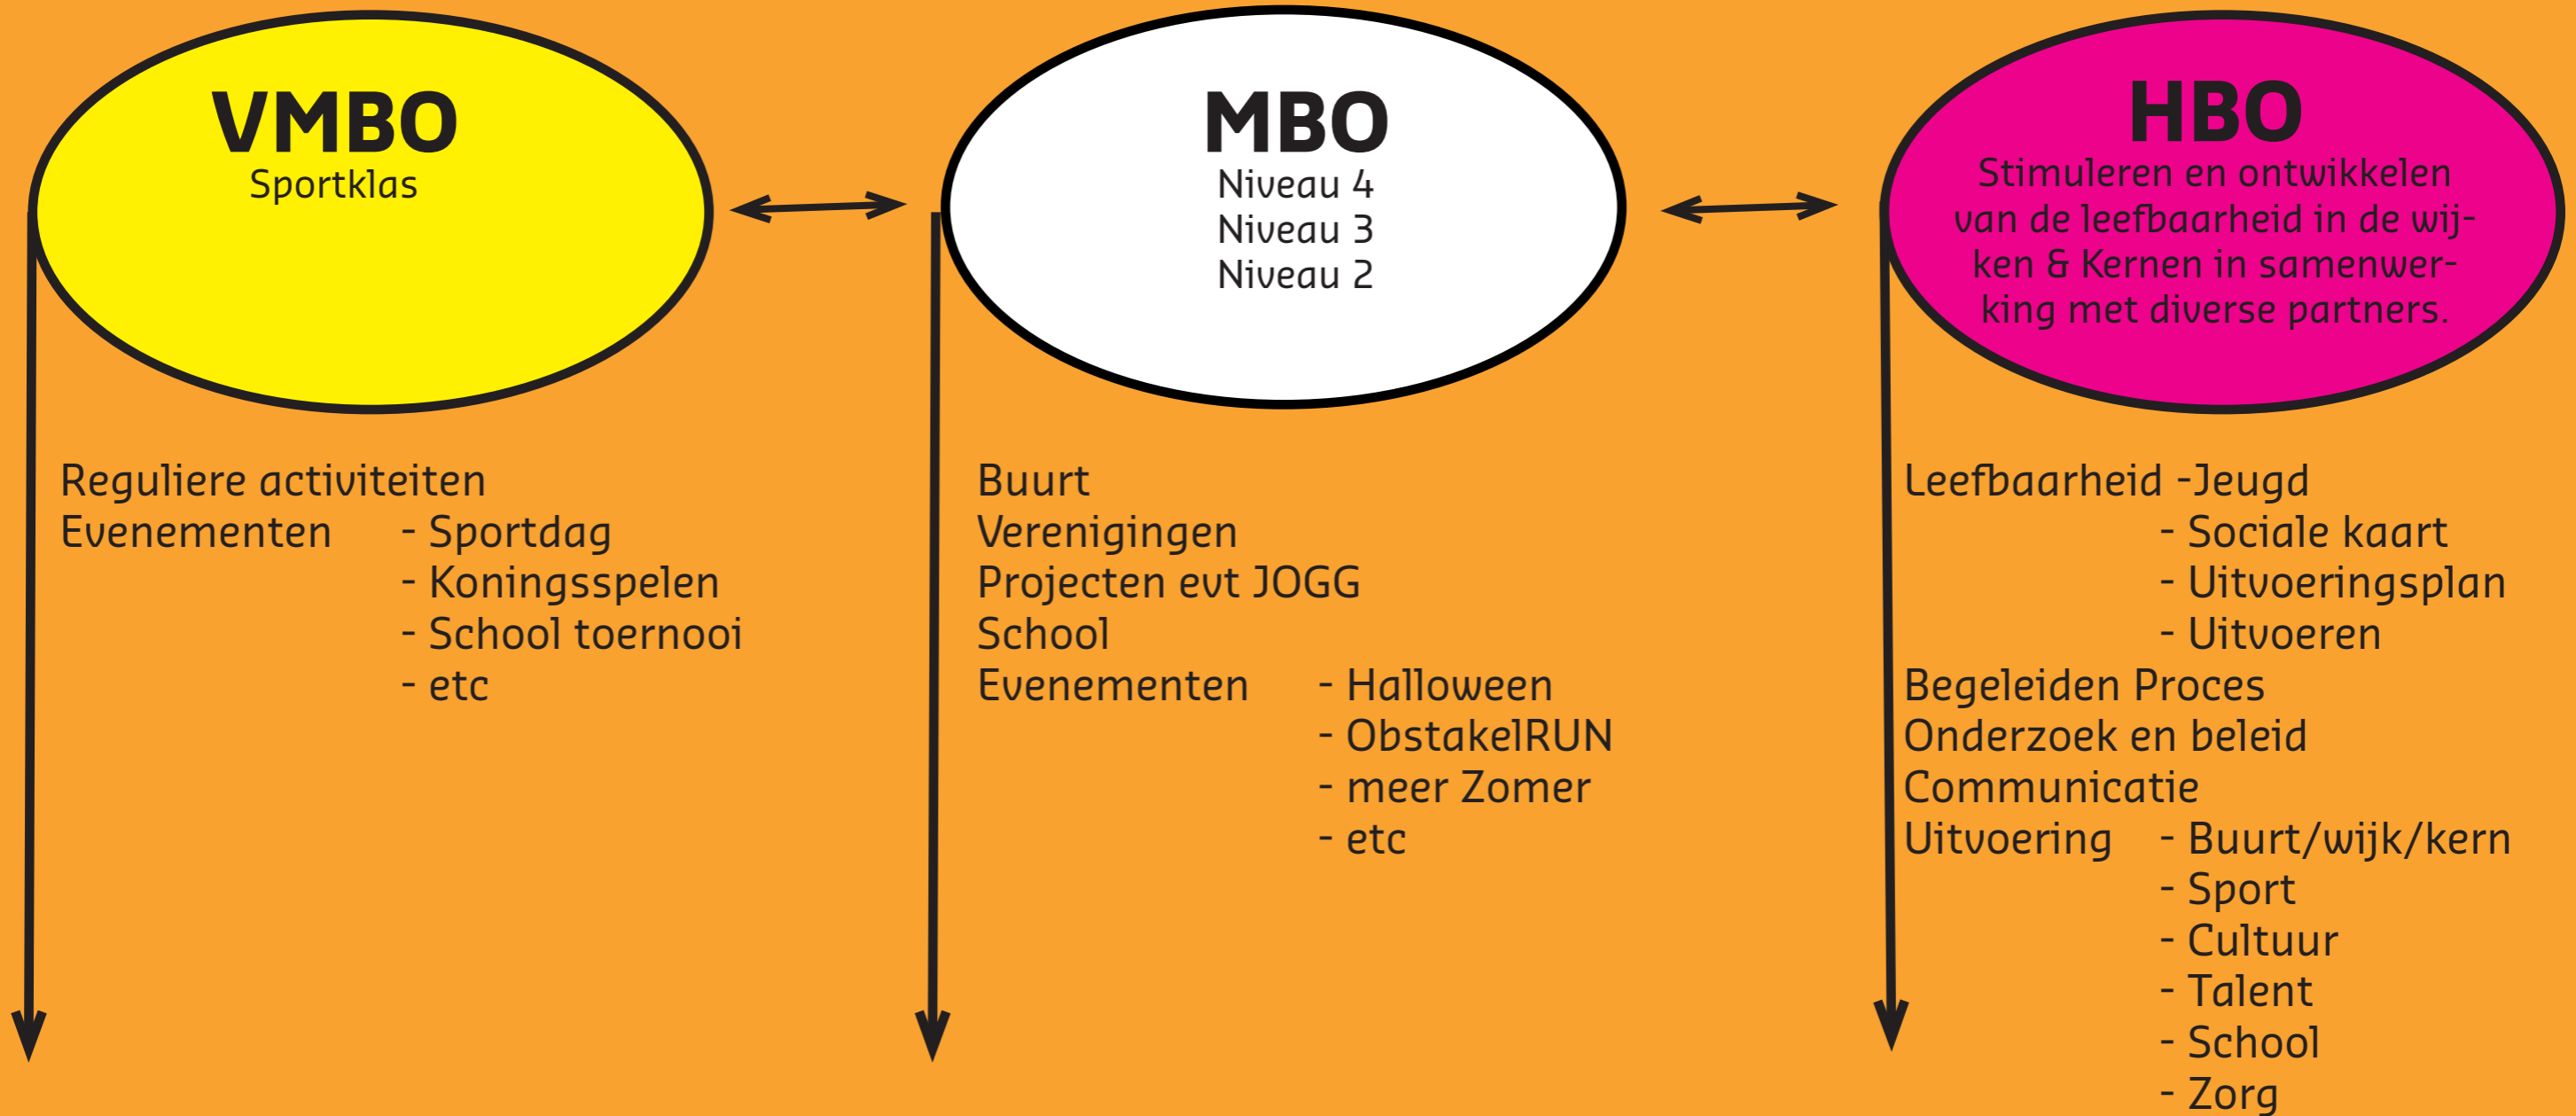 VMBO
Sportklas
MBO
Niveau 4
Niveau 3
Niveau 2
HBO
Stimuleren en ontwikkelen
van de leefbaarheid in de wij-
ken & Kernen in samenwer-
king met diverse partners.
Reguliere activiteiten
Evenementen - Sportdag
- Koningsspelen
- School toernooi
- etc
Buurt
Verenigingen
Projecten evt JOGG
School
Evenementen - Halloween
- ObstakelRUN
- meer Zomer
- etc
Leefbaarheid -Jeugd
- Sociale kaart
- Uitvoeringsplan
- Uitvoeren
Begeleiden Proces
Onderzoek en beleid
Communicatie
Uitvoering - Buurt/wijk/kern
- Sport
- Cultuur
- Talent
- School
- Zorg